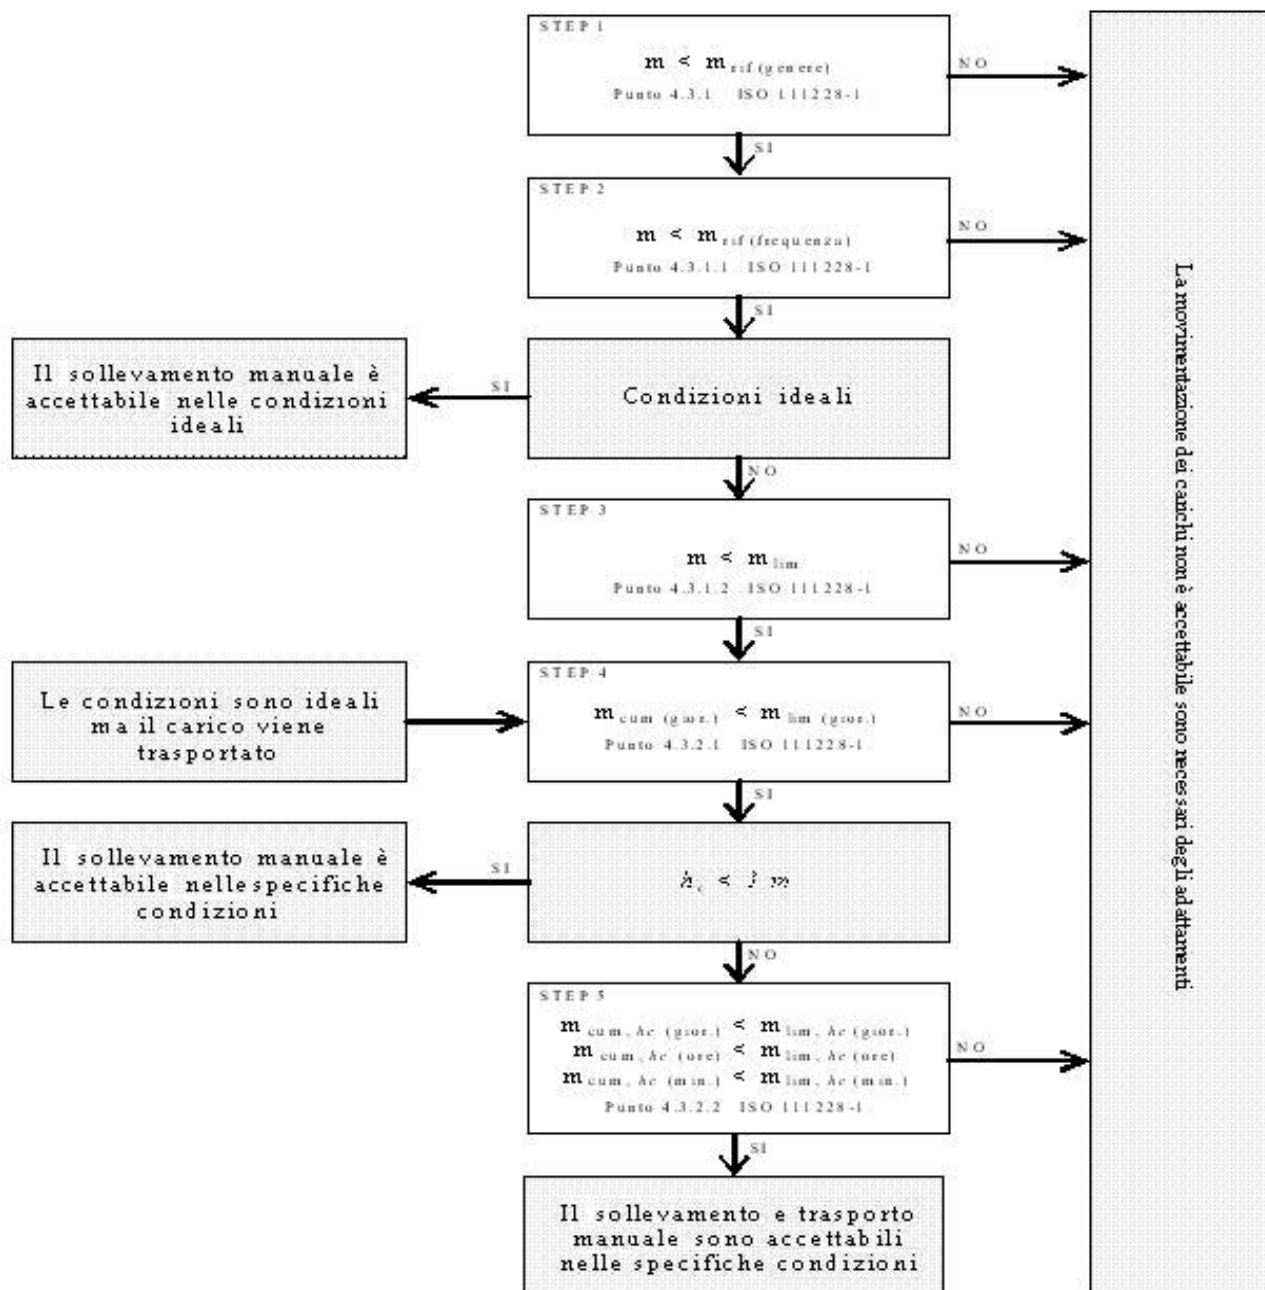 STEP 1
m < m rif (genere)
Punto 4.3.1 ISO 111228-1
NO
SI
STEP 2
m < m rif (frequenza)
Punto 4.3.1.1 ISO 111228-1
NO
SI
Il sollevamento manuale è
accettabile nelle condizioni
ideali
SI
Condizioni ideali
NO
STEP 3
m < m lim
Punto 4.3.1.2 ISO 111228-1
NO
SI
Le condizioni sono ideali
ma il carico viene
trasportato
STEP 4
m cum (gior.) < m lim (gior.)
Punto 4.3.2.1 ISO 111228-1
NO
SI
Il sollevamento manuale è
accettabile nelle specifiche
condizioni
SI
h c < 1 m
NO
STEP 5
m cum, hc (gior.) < m lim, hc (gior.)
m cum, hc (ore) < m lim, hc (ore)
m cum, hc (min.) < m lim, hc (min.)
Punto 4.3.2.2 ISO 111228-1
NO
SI
Il sollevamento e trasporto
manuale sono accettabili
nelle specifiche condizioni
La movimentazione dei carichi non è accettabile sono necessari degli adattamenti